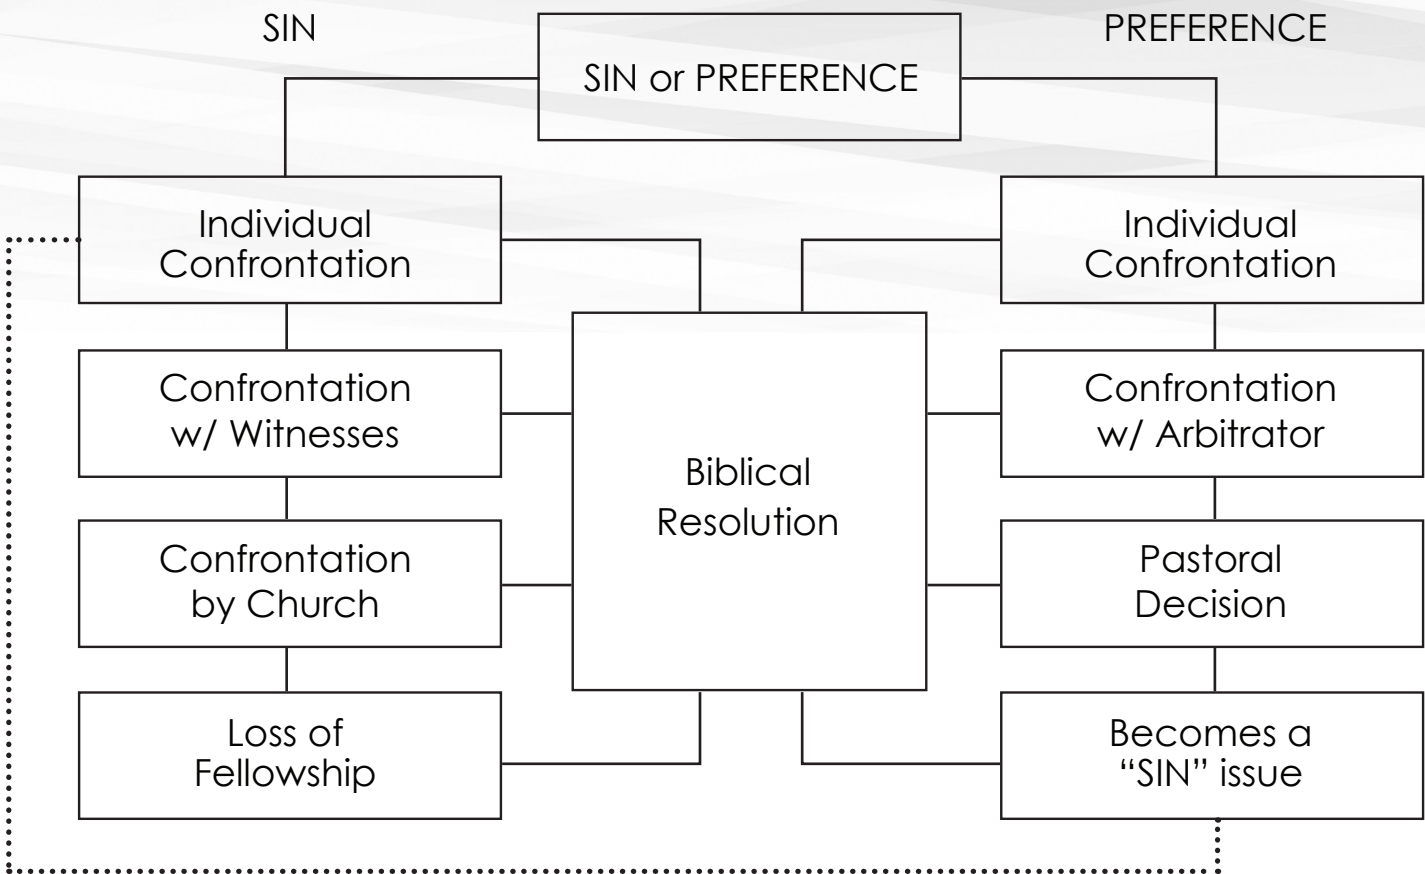 SIN
PREFERENCE
SIN or PREFERENCE
Individual
Confrontation
Individual
Confrontation
Confrontation
w/ Witnesses
Confrontation
w/ Arbitrator
Biblical
Resolution
Confrontation
by Church
Pastoral
Decision
Loss of
Fellowship
Becomes a
“SIN” issue